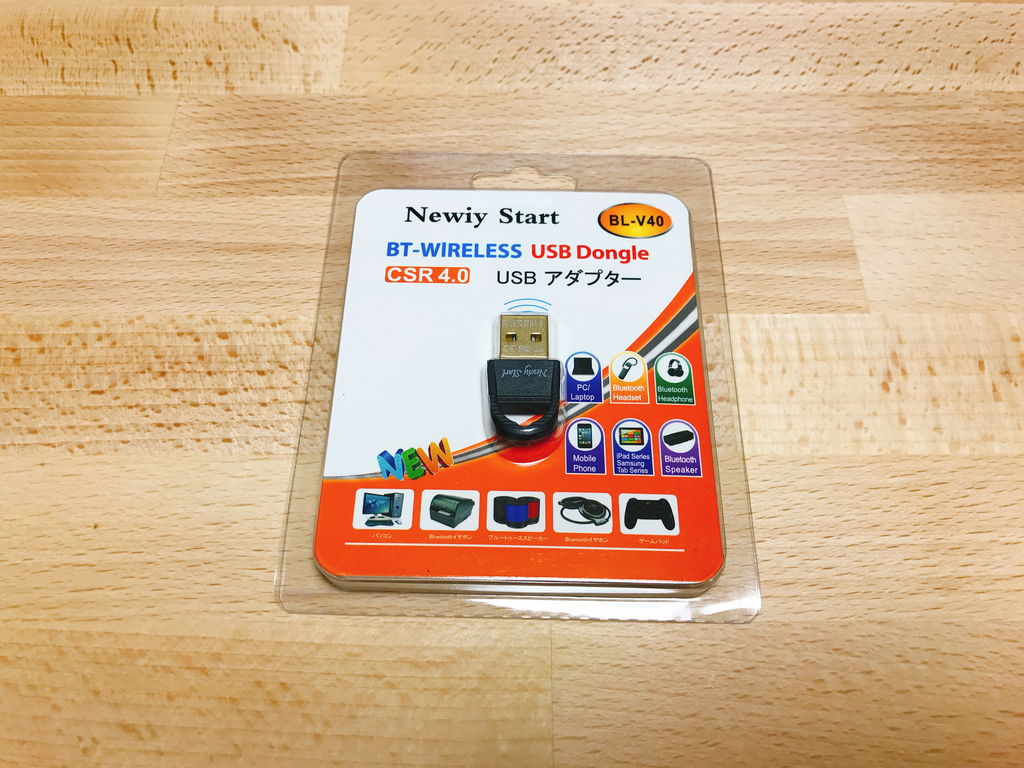 Newiy Start
BL-V40
BT-WIRELESS USB Dongle
CSR 4.0
USB アダプター
Newiy Start
PC/
Laptop
Bluetooth
Headset
Bluetooth
Headphone
Mobile
Phone
iPad Series
Samsung
Tab Series
Bluetooth
Speaker
NEW
パソコン
Bluetoothイヤホン
ブルートゥーススピーカー
Bluetoothイヤホン
ゲームパッド